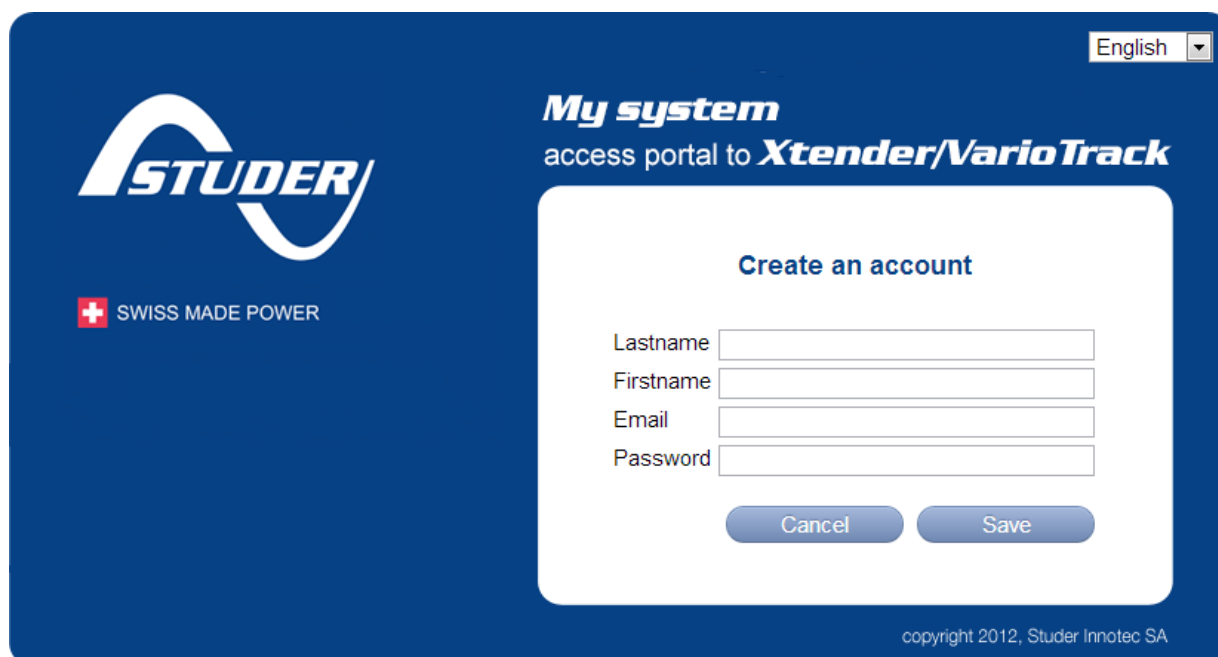 English
My system
access portal to Xtender/VarioTrack
STUDER
SWISS MADE POWER
Create an account
Lastname
Firstname
Email
Password
Cancel Save
copyright 2012, Studer Innotec SA